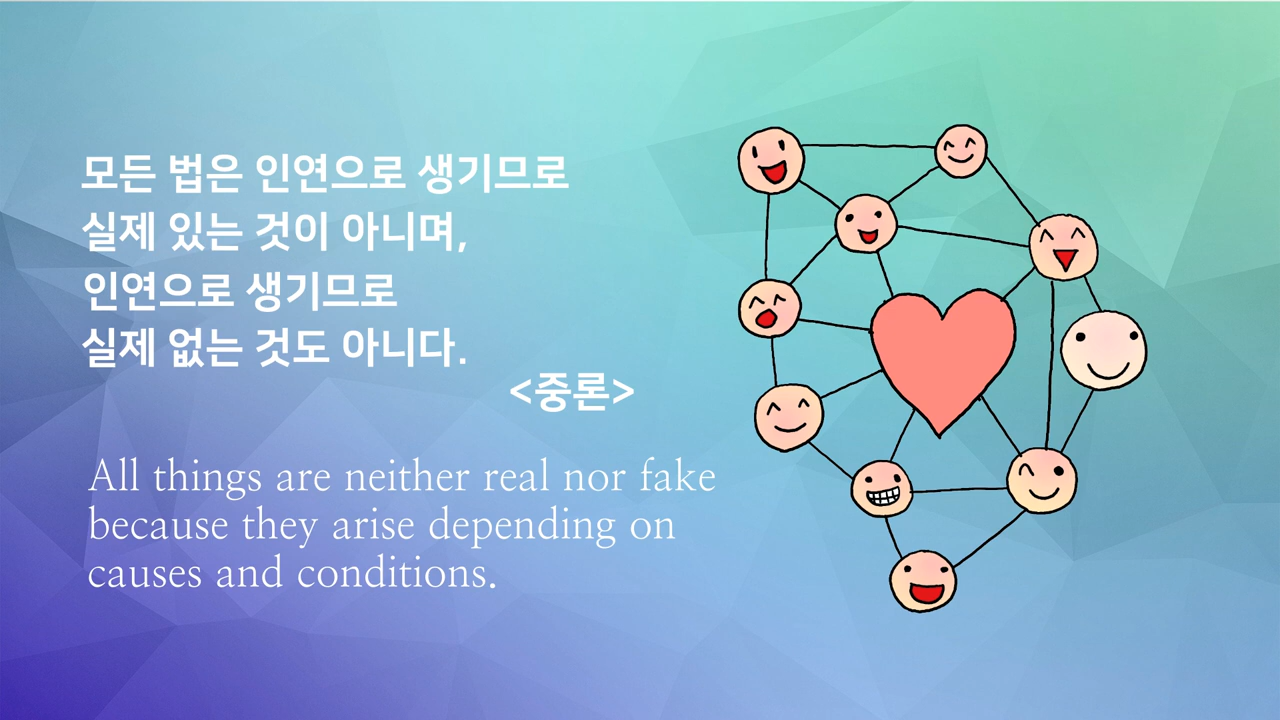 모든 법은 인연으로 생기므로
실제 있는 것이 아니며,
인연으로 생기므로
실제 없는 것도 아니다.
<중론>
All things are neither real nor fake
because they arise depending on
causes and conditions.